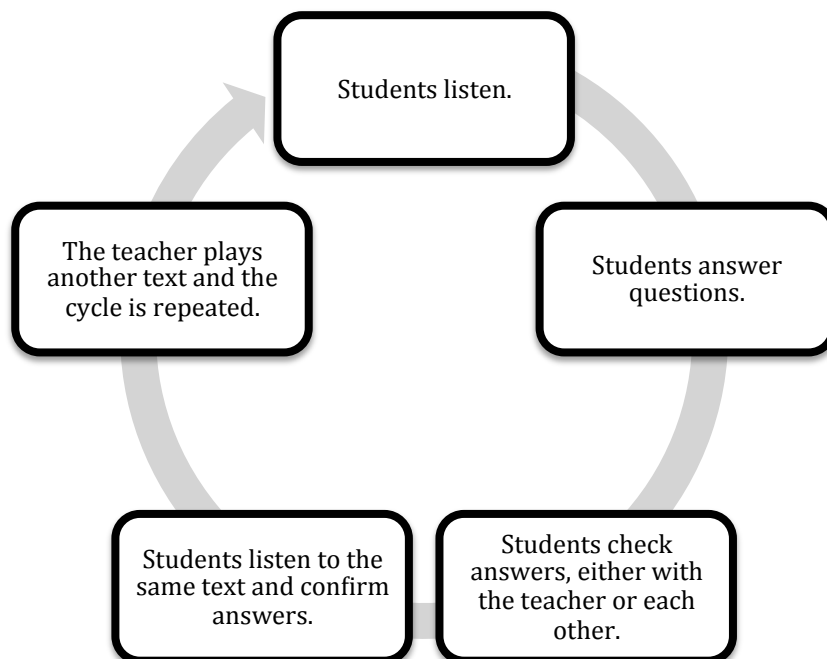 Students listen.
Students answer
questions.
Students check
answers, either with
the teacher or each
other.
Students listen to the
same text and confirm
answers.
The teacher plays
another text and the
cycle is repeated.